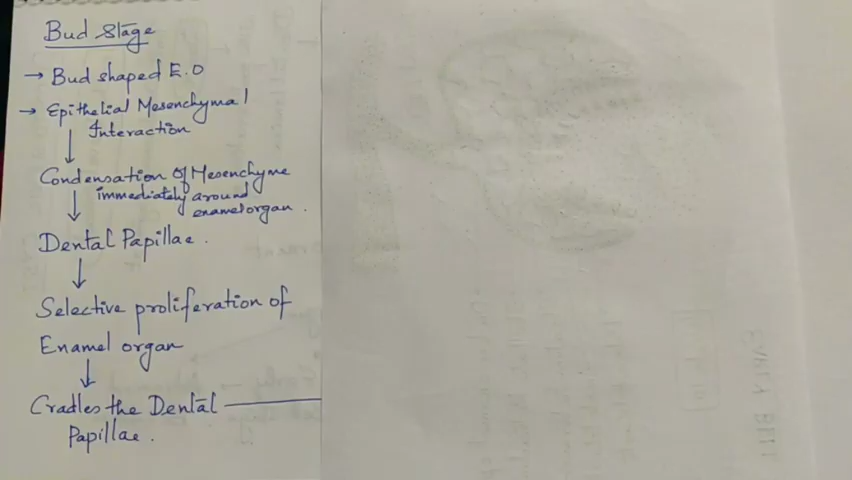 Bud Stage
→ Bud shaped E.O
→ Epithelial Mesenchymal
Interaction
Condensation of Mesenchyme
immediately around
enamel organ.
Dental Papillae.
Selective proliferation of
Enamel organ
Cradles the Dental
Papillae.